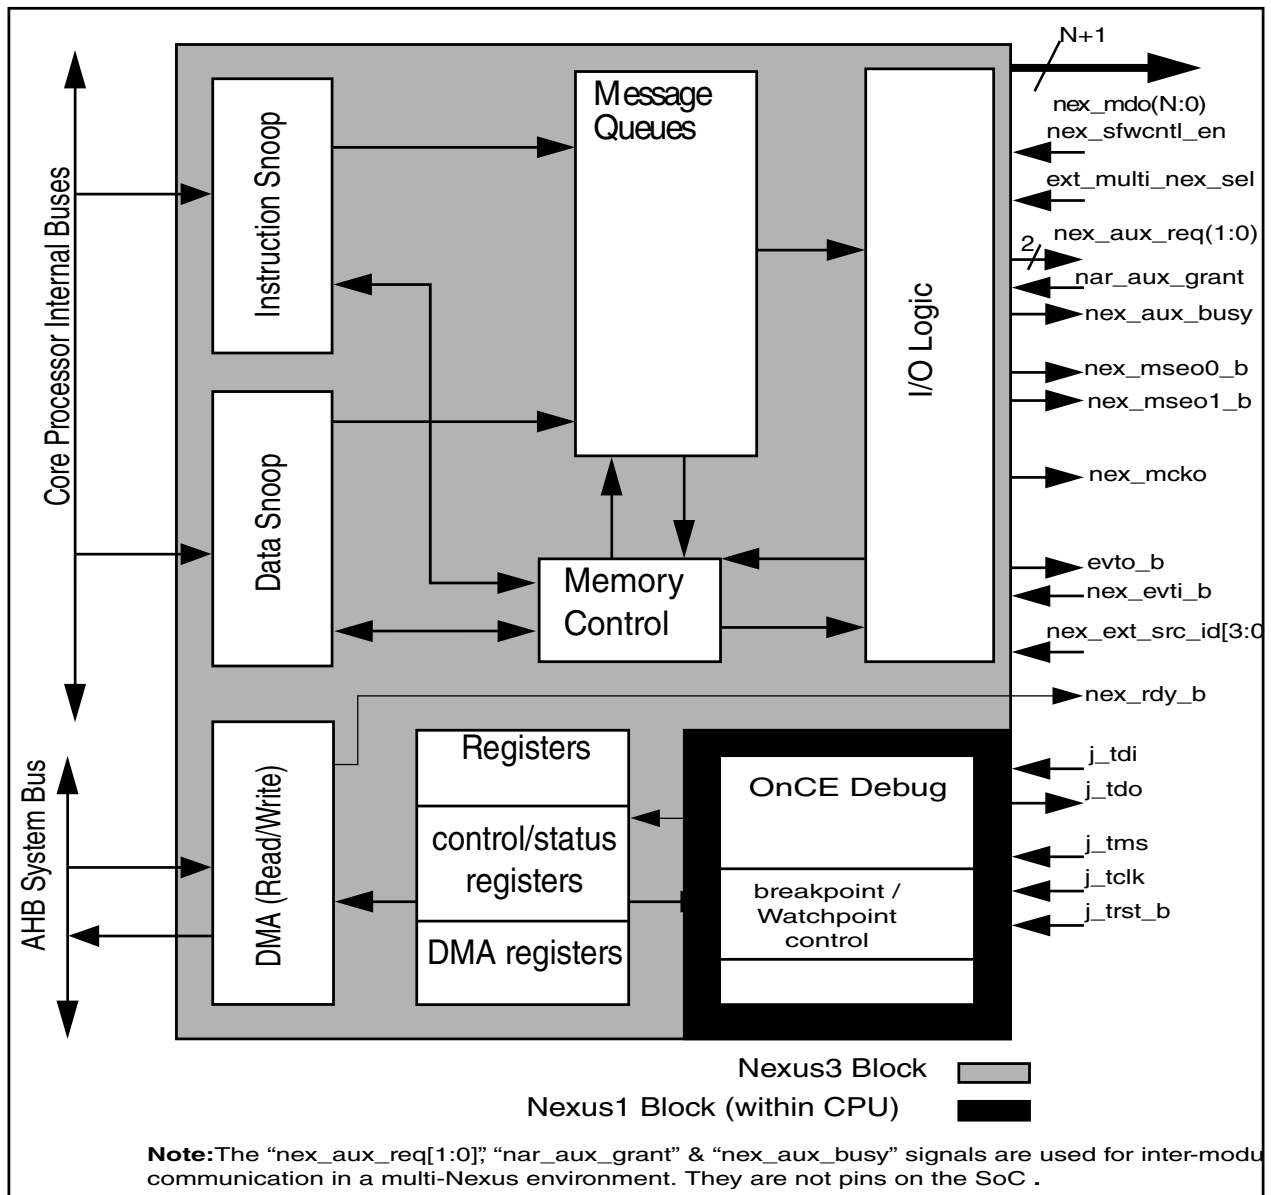 N+1
nex_mdo(N:0)
nex_sfwcntl_en
ext_multi_nex_sel
nex_aux_req(1:0)
2
nar_aux_grant
nex_aux_busy
nex_mseo0_b
nex_mseo1_b
nex_mcko
evto_b
nex_evti_b
nex_ext_src_id[3:0
nex_rdy_b
j_tdi
j_tdo
j_tms
j_tclk
j_trst_b
Core Processor Internal Buses
AHB System Bus
Instruction Snoop
Data Snoop
DMA (Read/Write)
Message
Queues
Memory
Control
I/O Logic
Registers
control/status
registers
DMA registers
OnCE Debug
breakpoint /
Watchpoint
control
Nexus3 Block
Nexus1 Block (within CPU)
Note:The “nex_aux_req[1:0]”, “nar_aux_grant” & “nex_aux_busy” signals are used for inter-modu
communication in a multi-Nexus environment. They are not pins on the SoC .